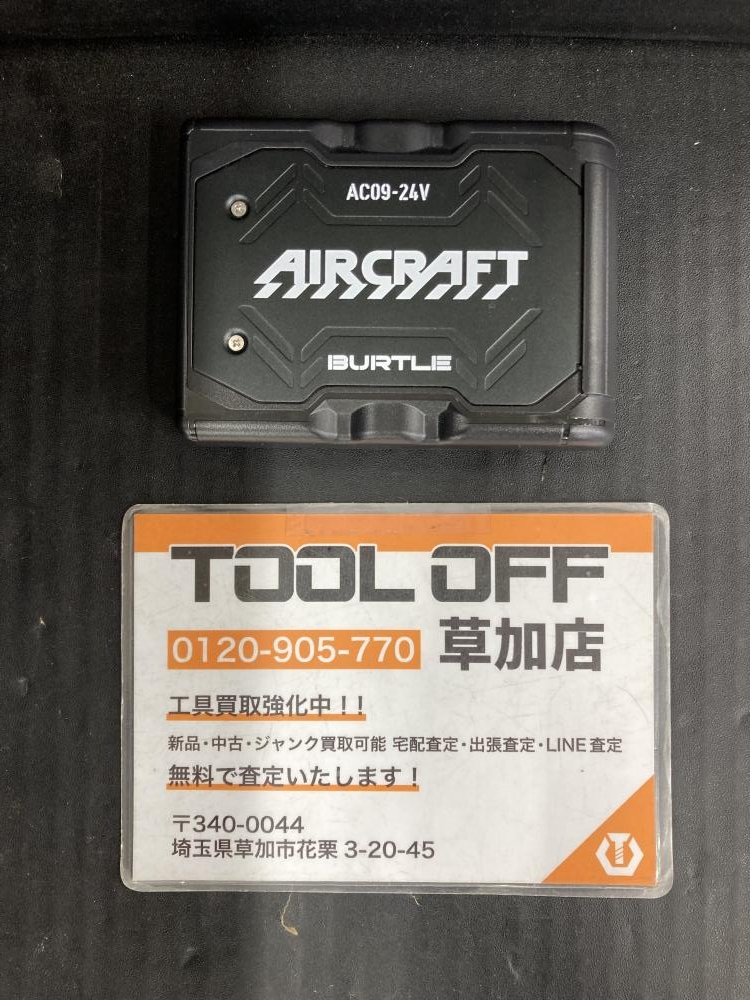 AC09-24V
AIRCRAFT
BURTLE
TOOL OFF
0120-905-770 草加店
工具買取強化中！！
新品・中古・ジャンク買取可能 宅配査定・出張査定・LINE査定
無料で査定いたします！
〒340-0044
埼玉県草加市花栗 3-20-45